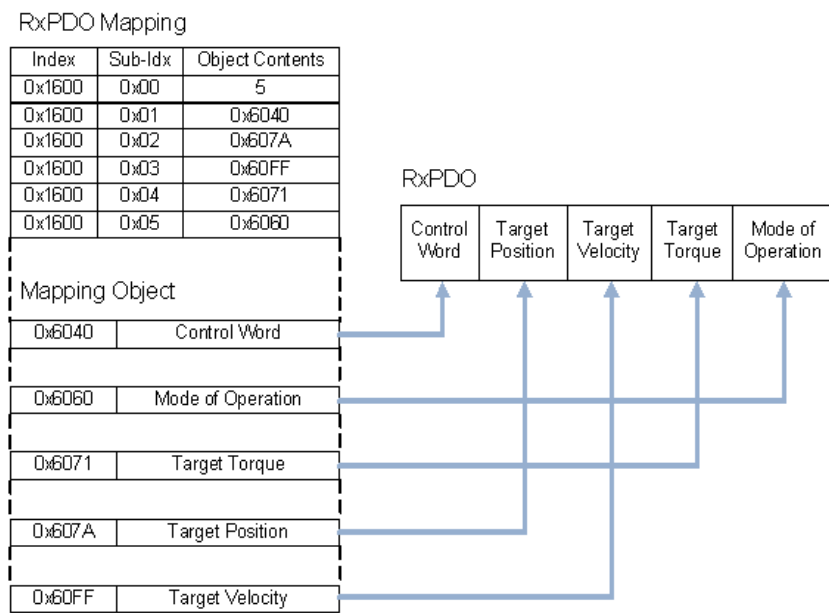 RxPDO Mapping
Index Sub-Idx Object Contents
0x1600 0x00 5
0x1600 0x01 0x6040
0x1600 0x02 0x607A
0x1600 0x03 0x60FF
0x1600 0x04 0x6071
0x1600 0x05 0x6060
RxPDO
Control Word
Target Position
Target Velocity
Target Torque
Mode of Operation
Mapping Object
0x6040 Control Word
0x6060 Mode of Operation
0x6071 Target Torque
0x607A Target Position
0x60FF Target Velocity